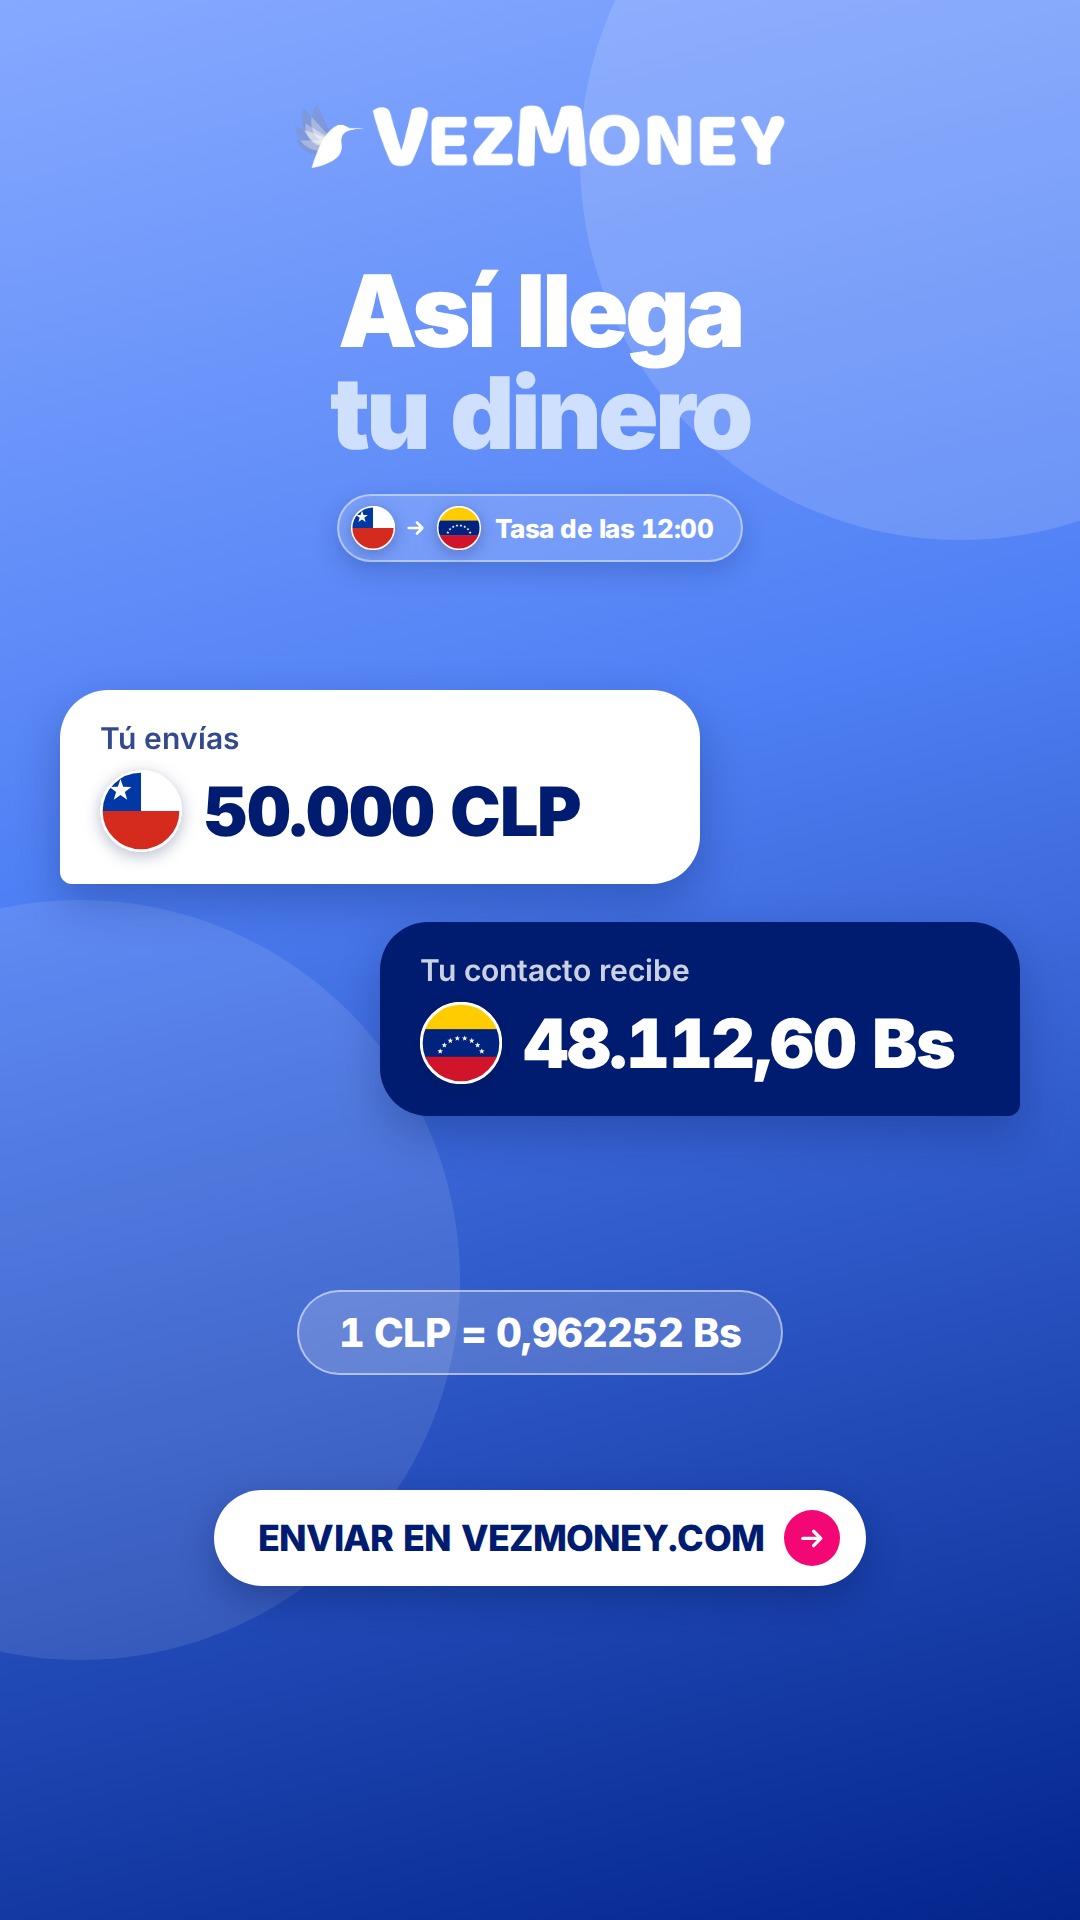 VEZMONEY
Así llega
tu dinero
Tasa de las 12:00
Tú envías
50.000 CLP
Tu contacto recibe
48.112,60 Bs
1 CLP = 0,962252 Bs
ENVIAR EN VEZMONEY.COM